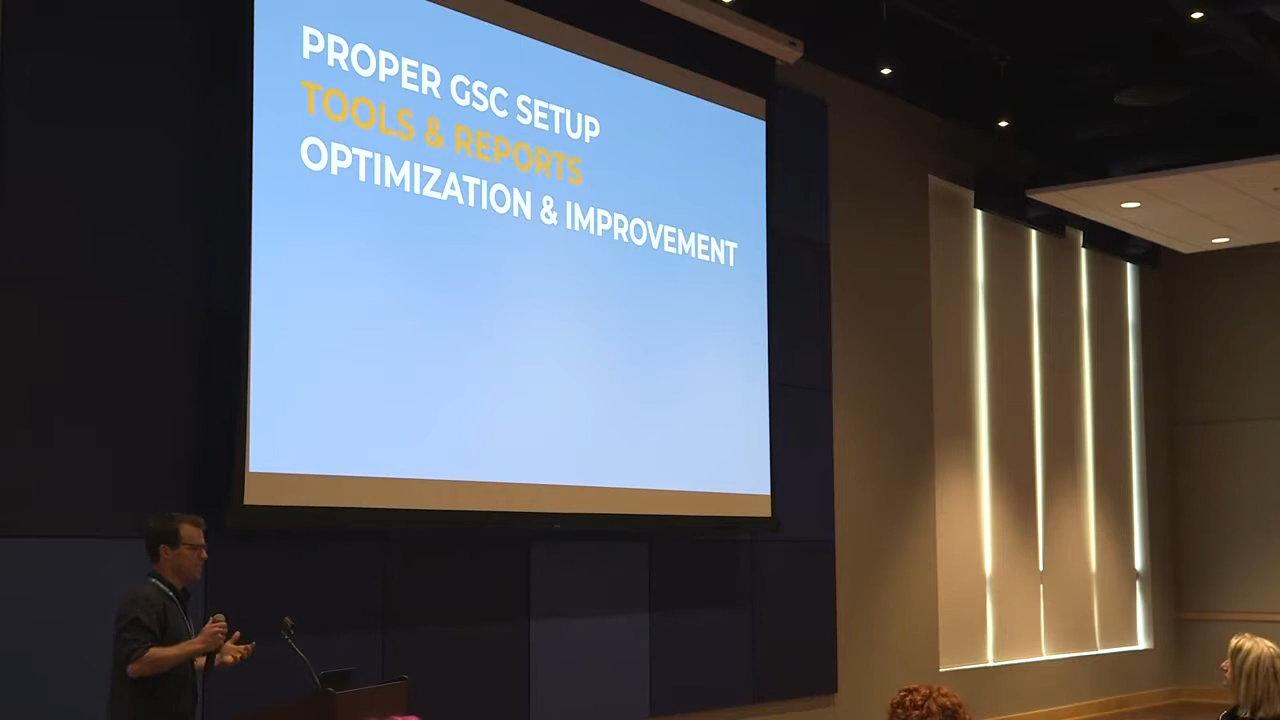 PROPER GSC SETUP
TOOLS & REPORTS
OPTIMIZATION & IMPROVEMENT